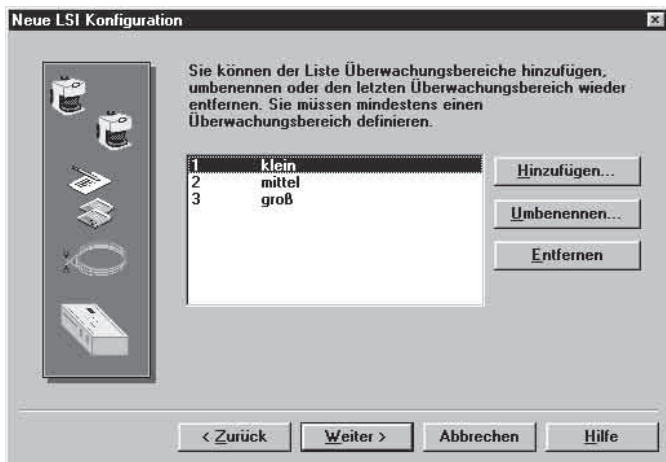 Neue LSI Konfiguration
Sie können der Liste Überwachungsbereiche hinzufügen,
umbenennen oder den letzten Überwachungsbereich wieder
entfernen. Sie müssen mindestens einen
Überwachungsbereich definieren.
1 klein
2 mittel
3 groß
Hinzufügen...
Umbenennen...
Entfernen
< Zurück
Weiter >
Abbrechen
Hilfe